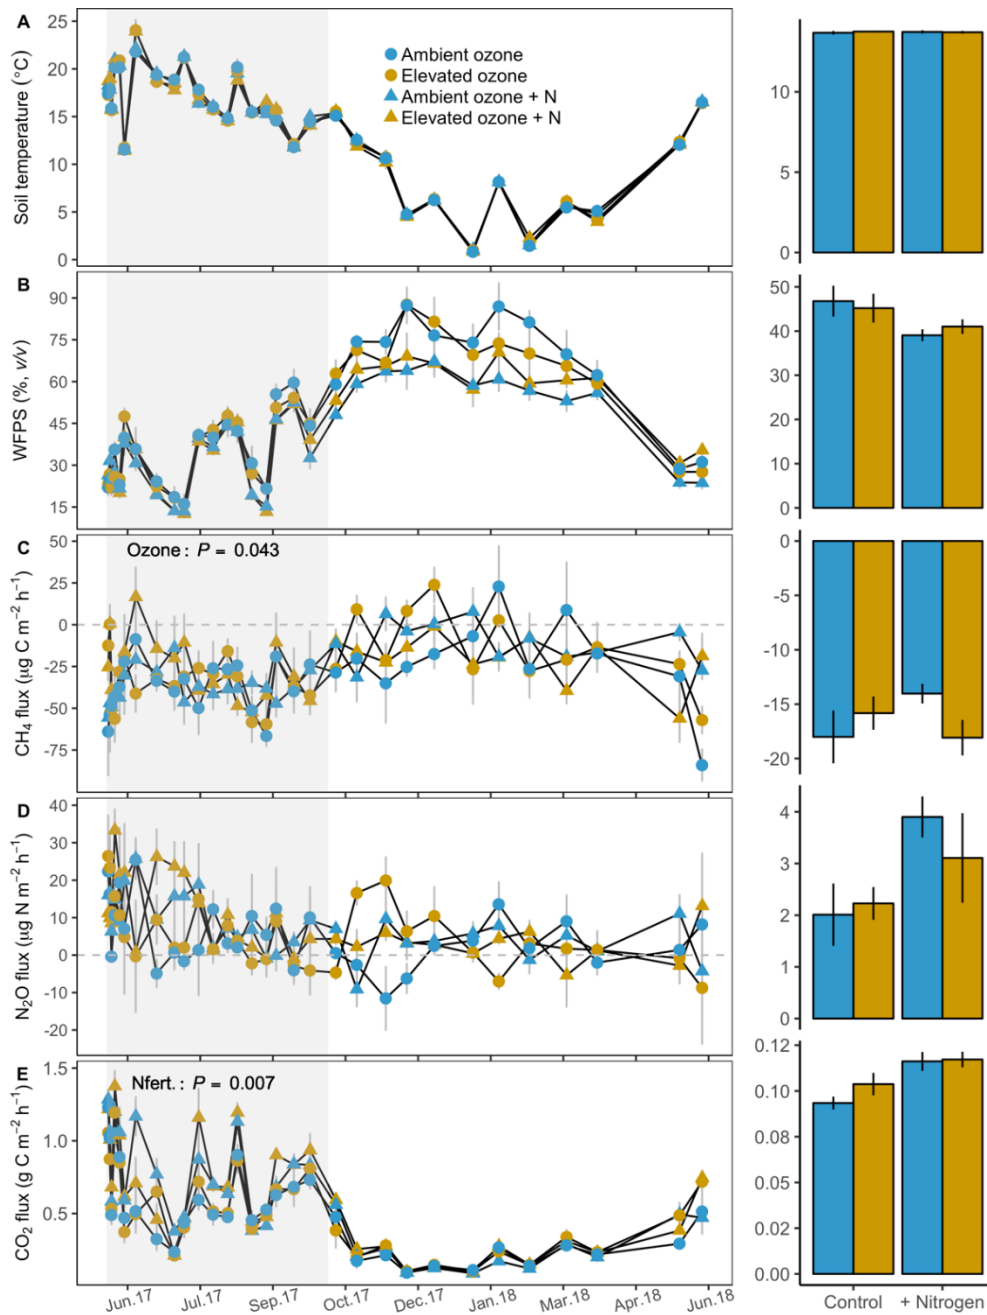 A
Soil temperature (°C)
25
20
15
10
5
0
Ambient ozone
Elevated ozone
Ambient ozone + N
Elevated ozone + N
10
5
0
B
WFPS (%, v/v)
90
75
60
45
30
15
50
40
30
20
10
0
C
CH₄ flux (µg C m⁻² h⁻¹)
50
25
0
-25
-50
-75
Ozone: P = 0.043
0
-5
-10
-15
-20
D
N₂O flux (µg N m⁻² h⁻¹)
40
30
20
10
0
-10
-20
4
3
2
1
0
E
CO₂ flux (g C m⁻² h⁻¹)
1.5
1.0
0.5
Nfert.: P = 0.007
0.12
0.10
0.08
0.05
0.02
0.00
Jun.17 Jul.17 Sep.17 Oct.17 Dec.17 Jan.18 Mar.18 Apr.18 Jun.18
Control + Nitrogen